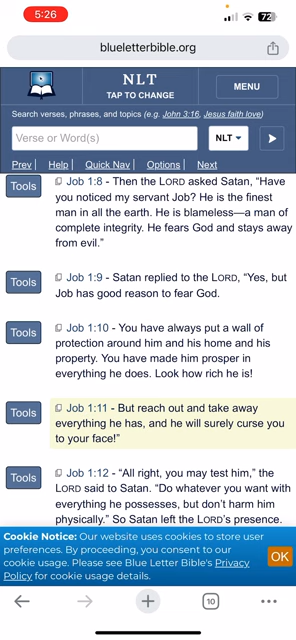 5:26
72
blueletterbible.org
NLT
TAP TO CHANGE
MENU
Search verses, phrases, and topics (e.g. John 3:16, Jesus faith love)
Verse or Word(s)
NLT
Prev | Help | Quick Nav | Options | Next
Tools
Job 1:8 - Then the LORD asked Satan, “Have
you noticed my servant Job? He is the finest
man in all the earth. He is blameless—a man of
complete integrity. He fears God and stays away
from evil.”
Tools
Job 1:9 - Satan replied to the LORD, “Yes, but
Job has good reason to fear God.
Tools
Job 1:10 - You have always put a wall of
protection around him and his home and his
property. You have made him prosper in
everything he does. Look how rich he is!
Tools
Job 1:11 - But reach out and take away
everything he has, and he will surely curse you
to your face!”
Tools
Job 1:12 - “All right, you may test him,” the
LORD said to Satan. “Do whatever you want with
everything he possesses, but don’t harm him
physically.” So Satan left the LORD’s presence.
Cookie Notice: Our website uses cookies to store user
preferences. By proceeding, you consent to our
cookie usage. Please see Blue Letter Bible's Privacy
Policy for cookie usage details.
OK
10